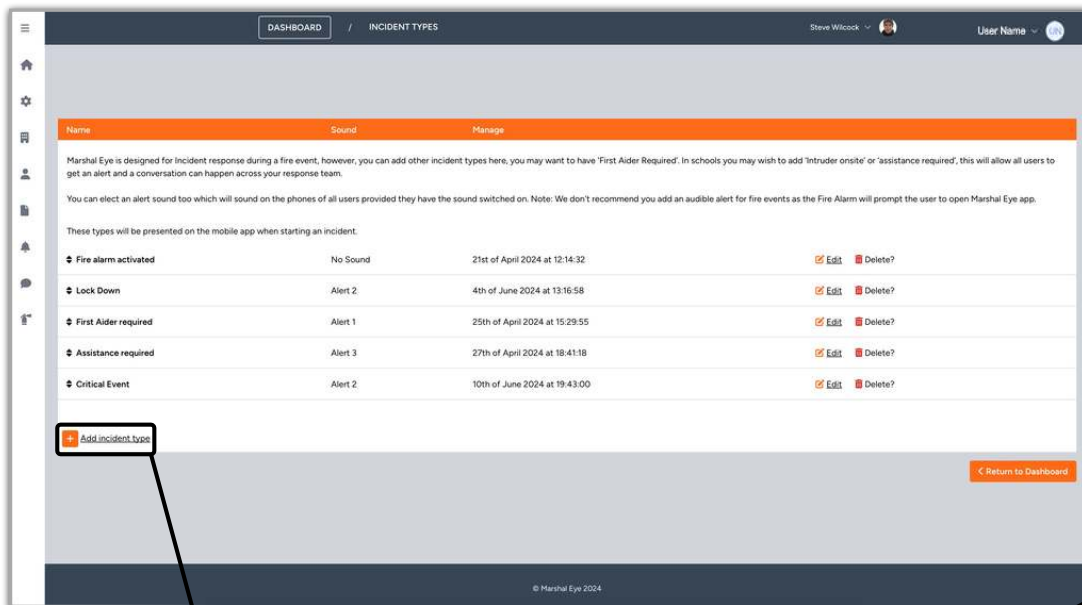 DASHBOARD / INCIDENT TYPES Steve Wilcock User Name UN
Name Sound Manage
Marshal Eye is designed for Incident response during a fire event, however, you can add other incident types here, you may want to have 'First Aider Required'. In schools you may wish to add 'Intruder onsite' or 'assistance required', this will allow all users to
get an alert and a conversation can happen across your response team.
You can elect an alert sound too which will sound on the phones of all users provided they have the sound switched on. Note: We don't recommend you add an audible alert for fire events as the Fire Alarm will prompt the user to open Marshal Eye app.
These types will be presented on the mobile app when starting an incident.
Fire alarm activated No Sound 21st of April 2024 at 12:14:32 Edit Delete?
Lock Down Alert 2 4th of June 2024 at 13:16:58 Edit Delete?
First Aider required Alert 1 25th of April 2024 at 15:29:55 Edit Delete?
Assistance required Alert 3 27th of April 2024 at 18:41:18 Edit Delete?
Critical Event Alert 2 10th of June 2024 at 19:43:00 Edit Delete?
+ Add incident type
< Return to Dashboard
© Marshal Eye 2024